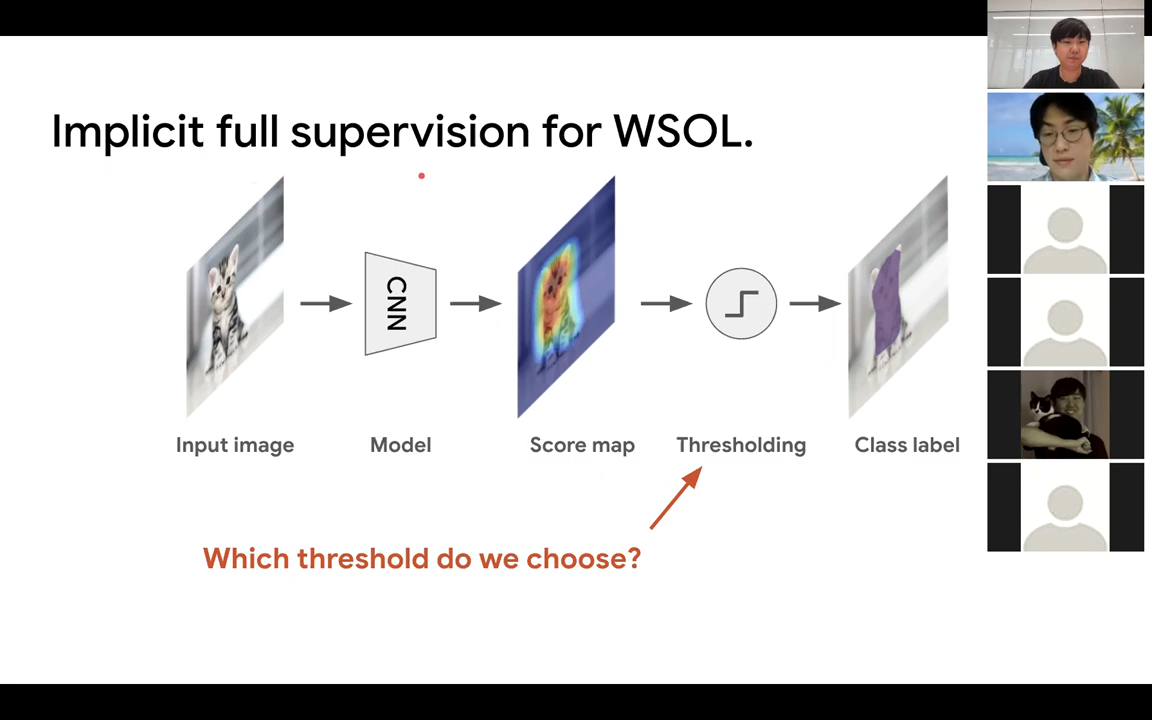 Implicit full supervision for WSOL.
CNN
Input image
Model
Score map
Thresholding
Class label
Which threshold do we choose?